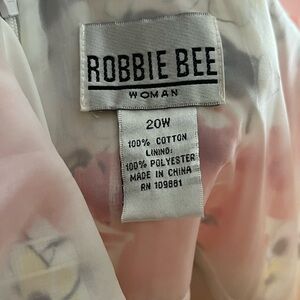 ROBBIE BEE
WOMAN
20W
100% COTTON
LINING:
100% POLYESTER
MADE IN CHINA
RN 109881